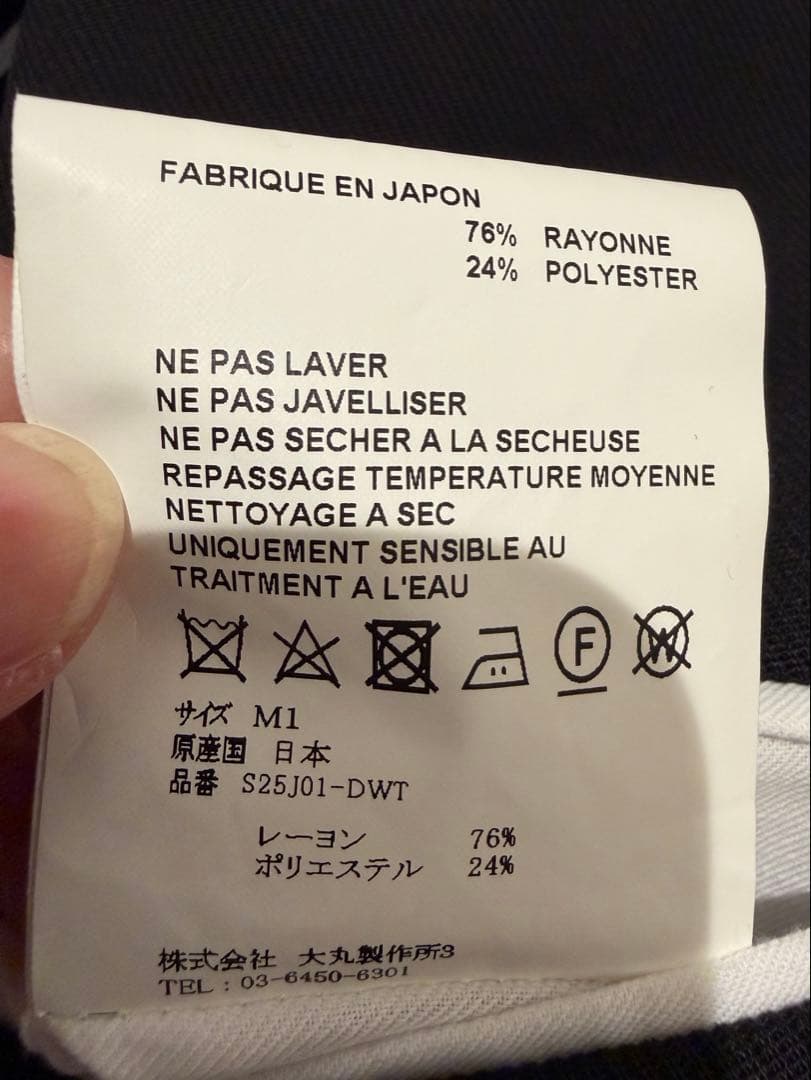 FABRIQUE EN JAPON
76% RAYONNE
24% POLYESTER
NE PAS LAVER
NE PAS JAVELLISER
NE PAS SECHER A LA SECHEUSE
REPASSAGE TEMPERATURE MOYENNE
NETTOYAGE A SEC
UNIQUEMENT SENSIBLE AU
TRAITMENT A L'EAU
F W
サイズ M1
原産国 日本
品番 S25J01-DWT
レーヨン 76%
ポリエステル 24%
株式会社 大丸製作所3
TEL : 03-6450-6301